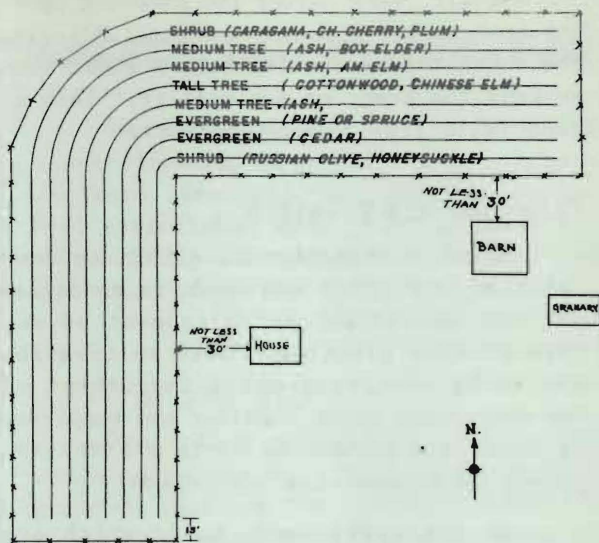 SHRUB (CARAGANA, CH. CHERRY, PLUM)
MEDIUM TREE (ASH, BOX ELDER)
MEDIUM TREE (ASH, AM. ELM)
TALL TREE (COTTONWOOD, CHINESE ELM)
MEDIUM TREE (ASH,
EVERGREEN (PINE OR SPRUCE)
EVERGREEN (CEDAR)
SHRUB (RUSSIAN OLIVE, HONEYSUCKLE)
NOT LESS
THAN 30'
BARN
GRANARY
NOT LESS
THAN
30'
HOUSE
N.
15'